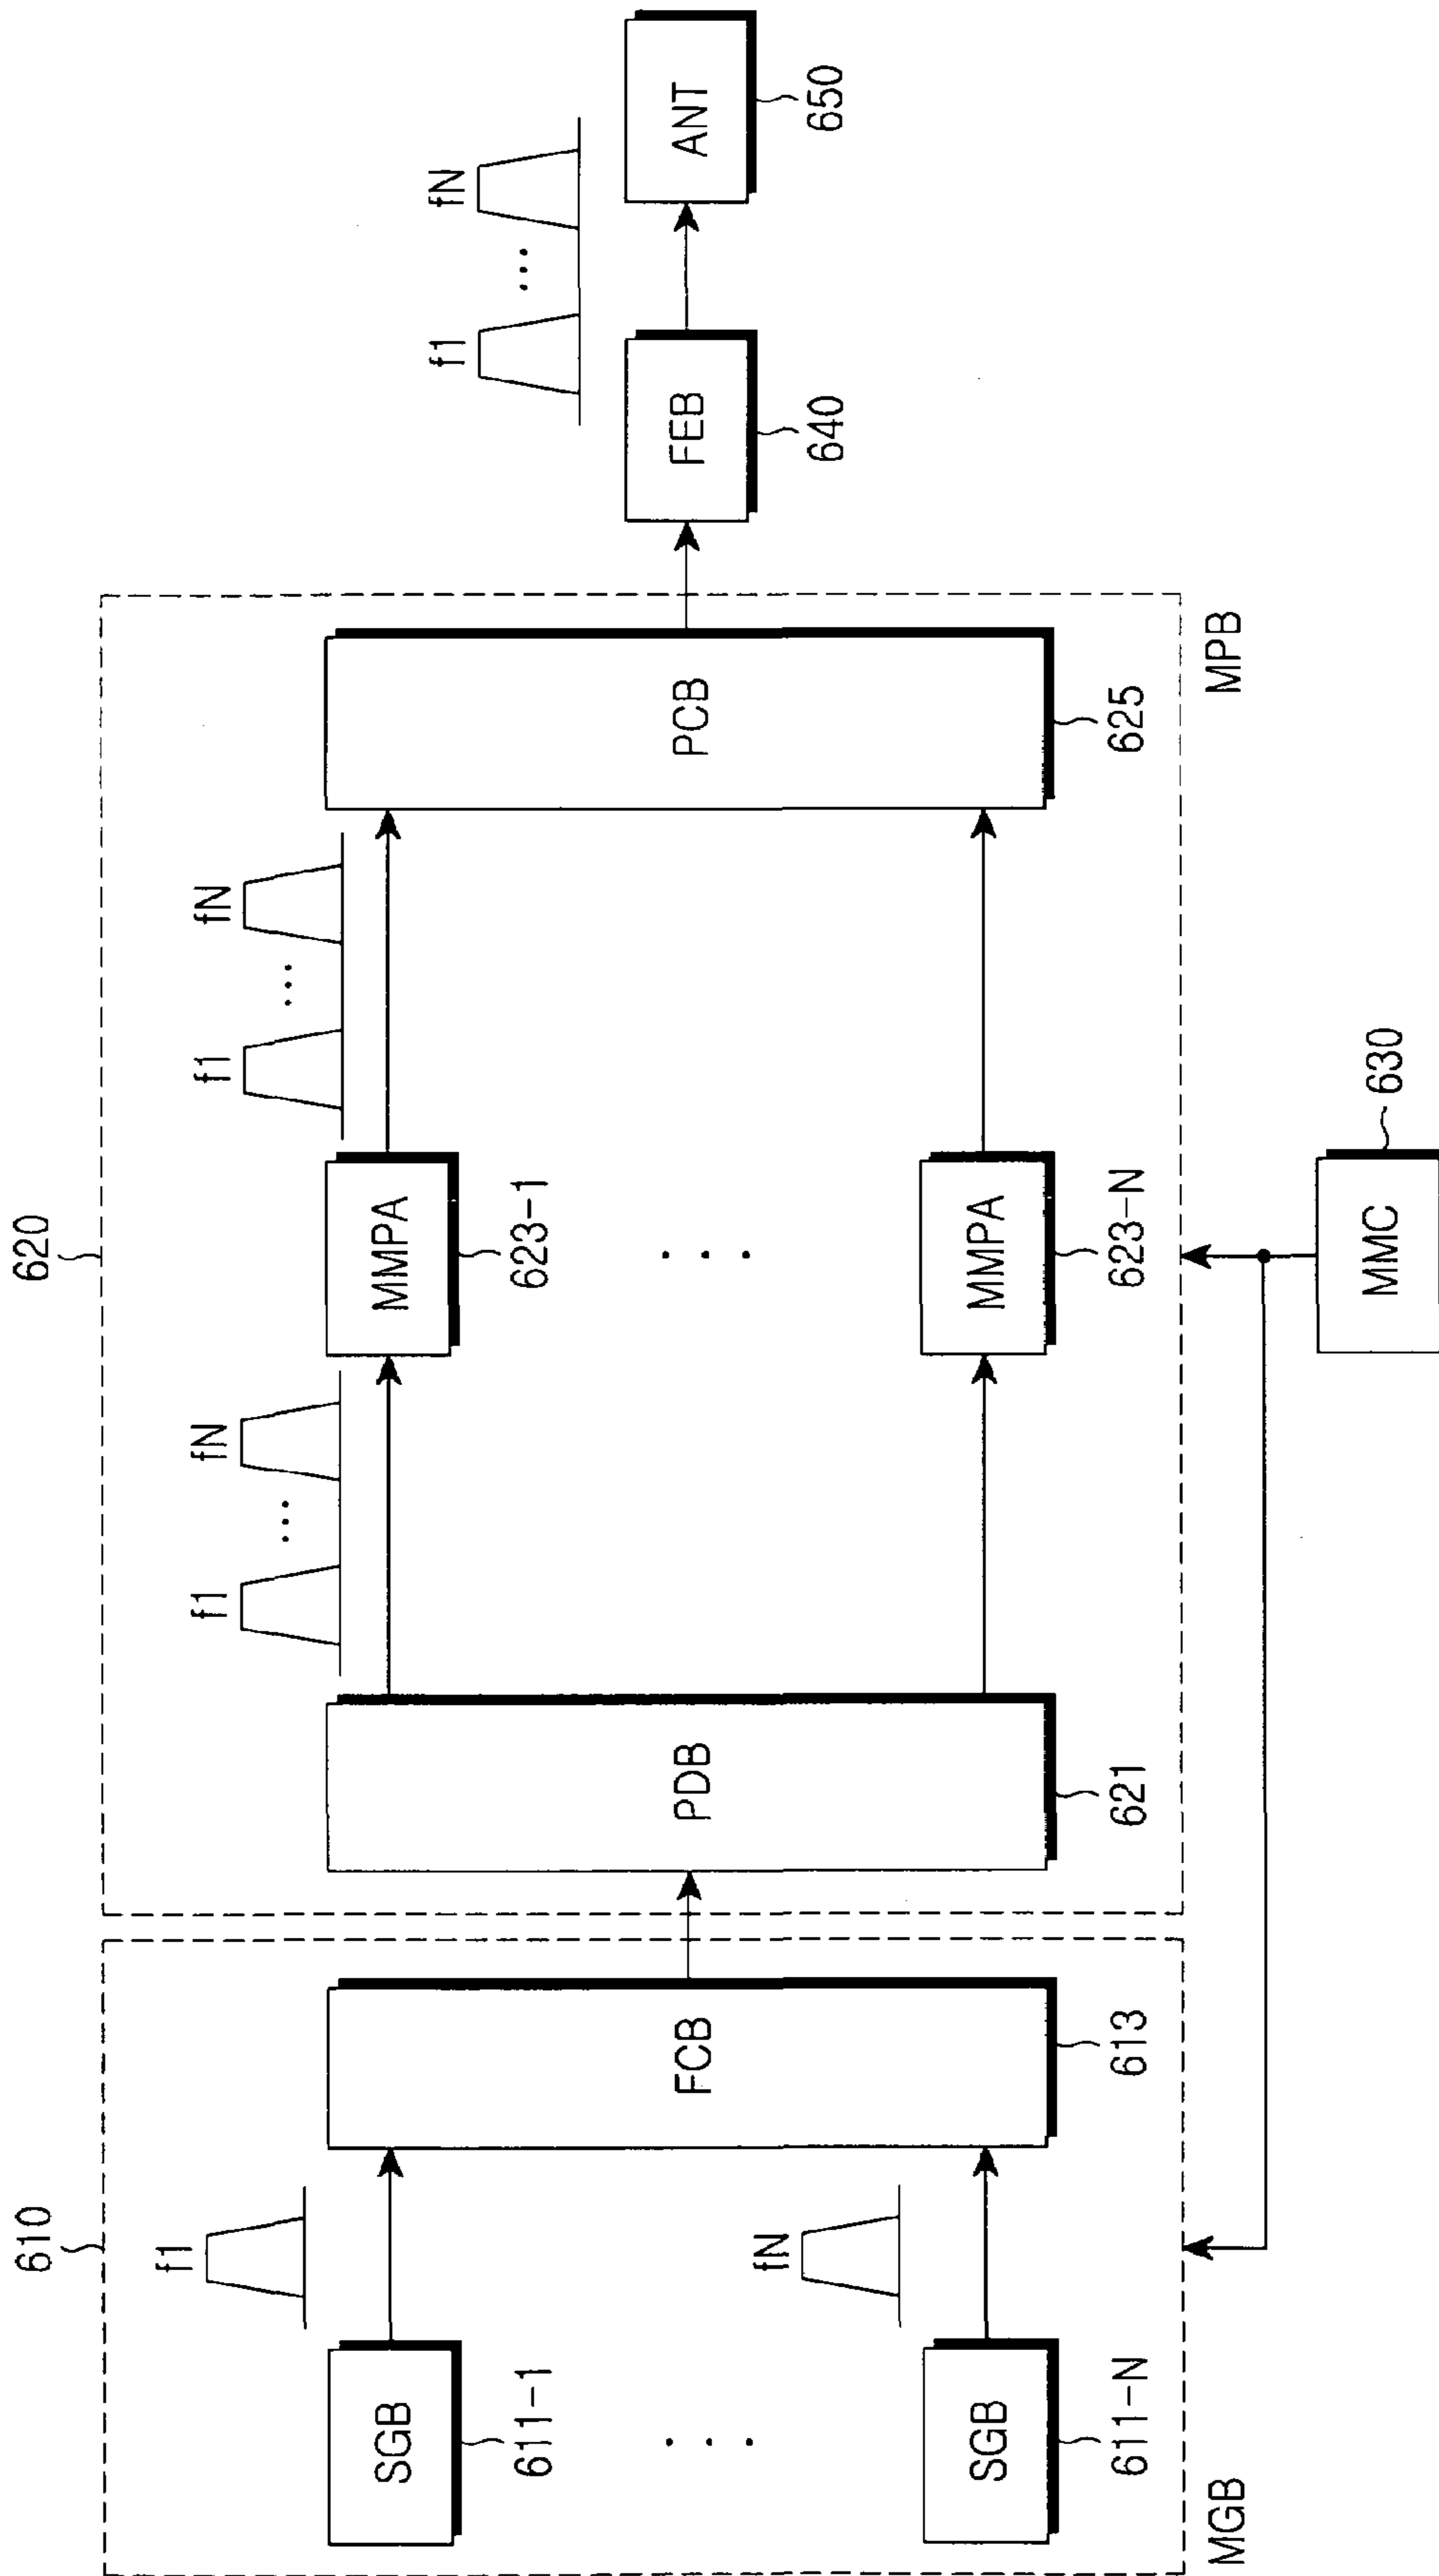 610
620
f1
f1
...
fN
f1
...
fN
f1
...
fN
SGB
611-1
FCB
613
PDB
621
MMPA
623-1
PCB
625
FEB
640
ANT
650
...
...
fN
SGB
611-N
MMPA
623-N
MGB
MPB
MMC
630